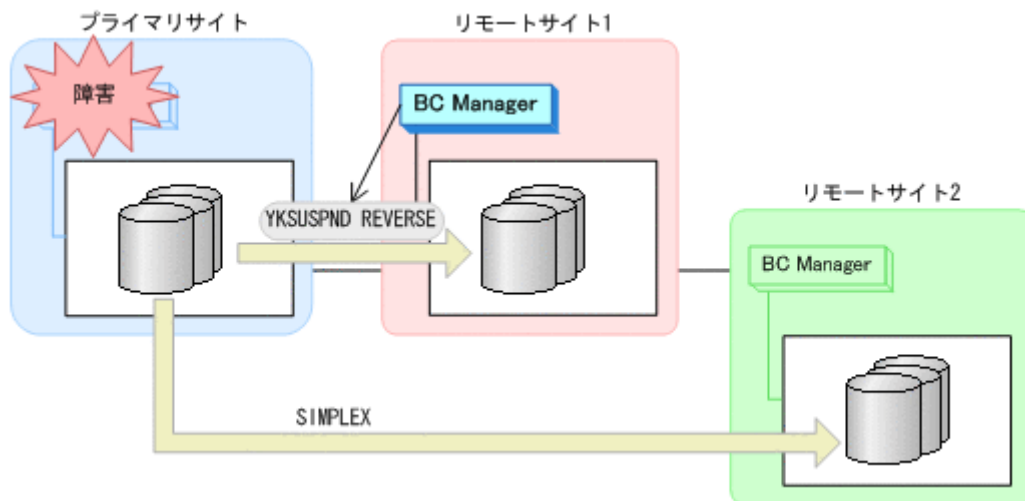 プライマリサイト
リモートサイト1
障害
BC Manager
リモートサイト2
YKSUSPND REVERSE
BC Manager
SIMPLEX